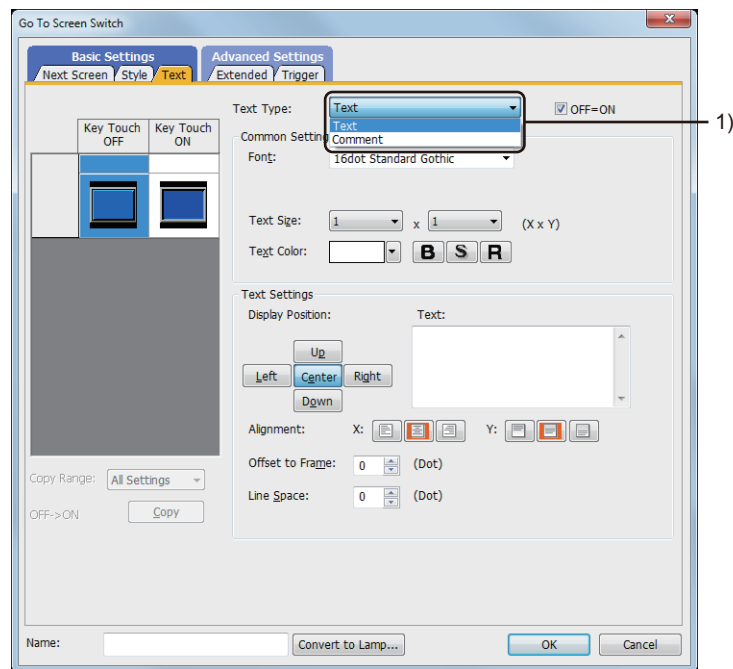 Go To Screen Switch
Basic Settings Advanced Settings
Next Screen Style Text Extended Trigger
Text Type: Text OFF=ON
1)
Text
Comment
Key Touch OFF
Key Touch ON
Common Setting
Font: 16dot Standard Gothic
Text Size: 1 x 1 (X x Y)
Text Color: B S R
Text Settings
Display Position: Text:
Up
Left Center Right
Down
Alignment: X: Y:
Offset to Frame: 0 (Dot)
Line Space: 0 (Dot)
Copy Range: All Settings
OFF->ON Copy
Name: Convert to Lamp... OK Cancel